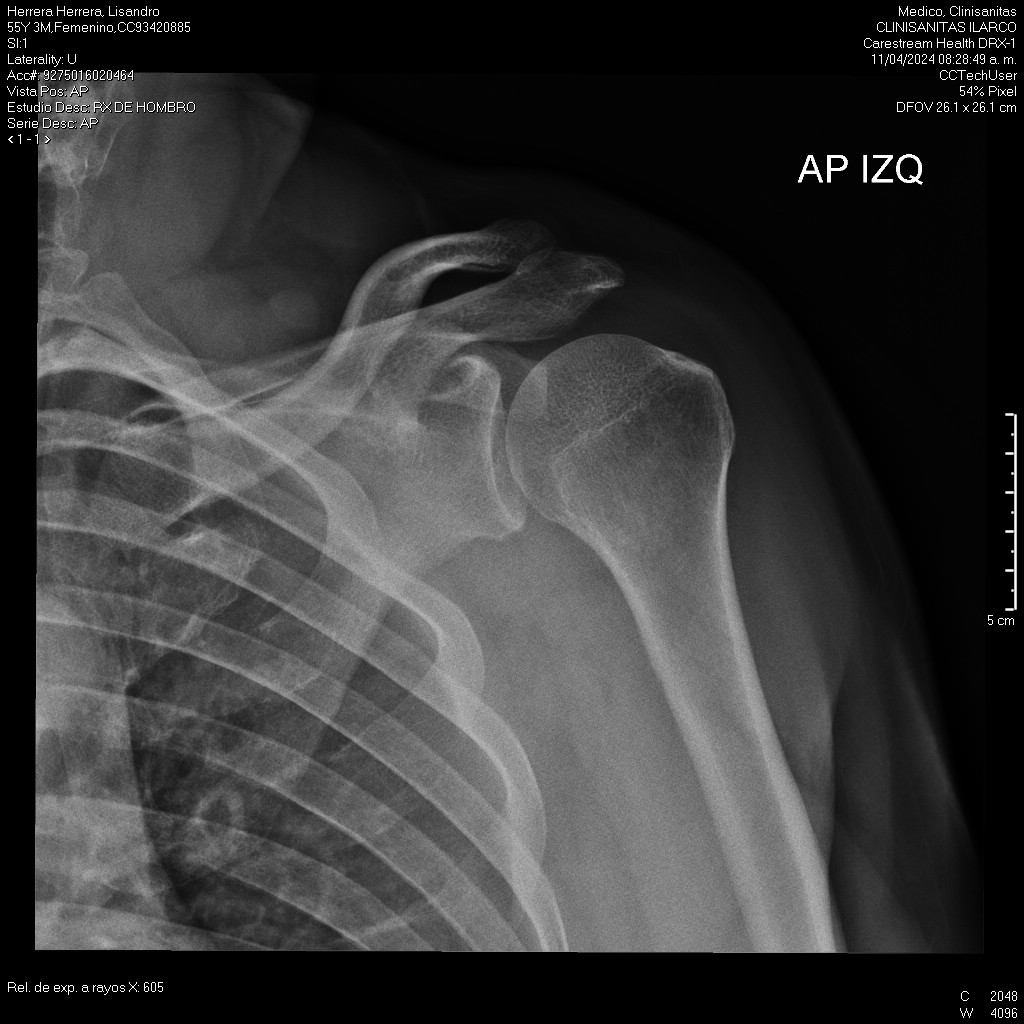 Herrera Herrera, Lisandro
55Y 3M,Femenino,CC93420885
SI:1
Laterality: U
Acc#: 9275016020464
Vista Pos: AP
Estudio Desc: RX DE HOMBRO
Serie Desc: AP
<1-1>
Medico, Clinisanitas
CLINISANITAS ILARCO
Carestream Health DRX-1
11/04/2024 08:28:49 a. m.
CCTechUser
54% Pixel
DFOV 26.1 x 26.1 cm
AP IZQ
5 cm
Rel. de exp. a rayos X: 605
C 2048
W 4096